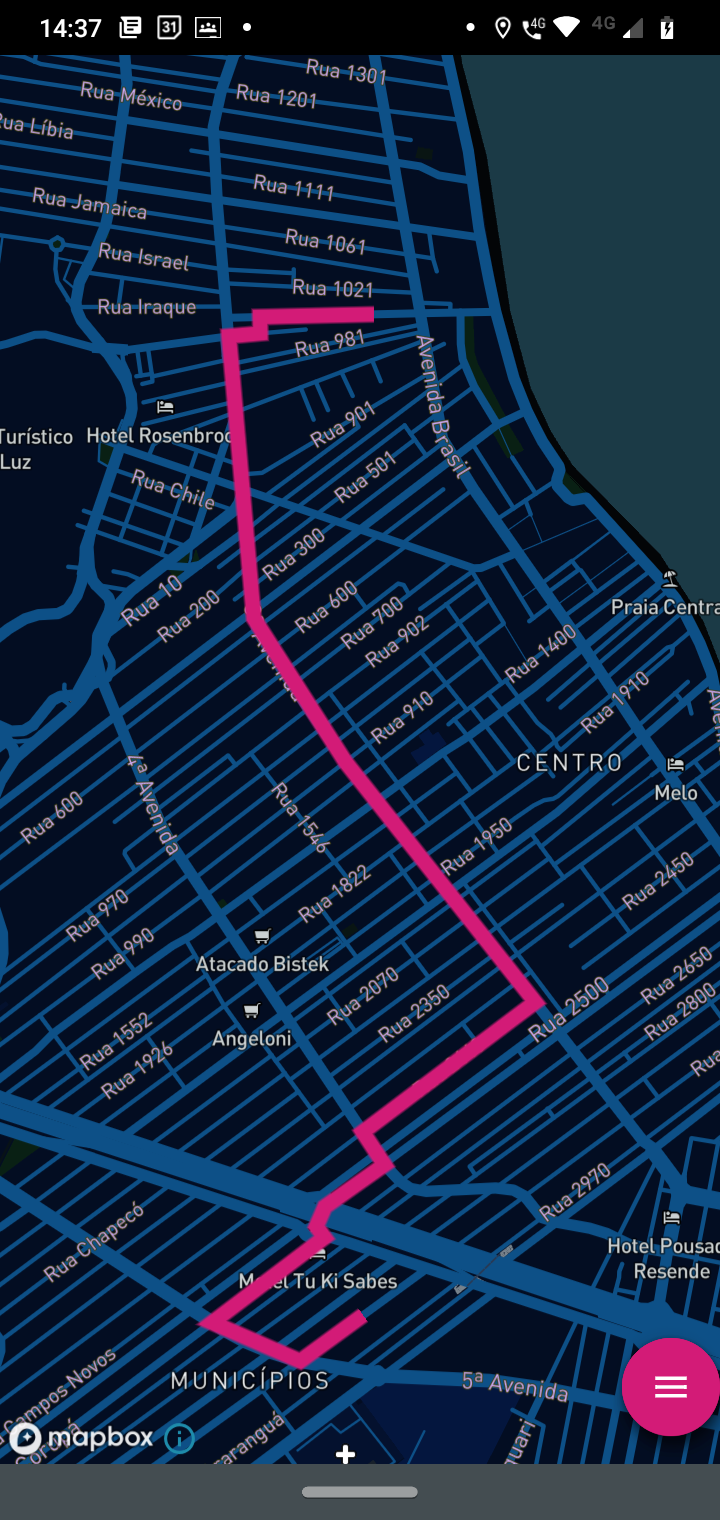 14:37
31
4G
4G
Rua 1301
Rua México
Rua 1201
Rua Líbia
Rua 1111
Rua Jamaica
Rua 1061
Rua Israel
Rua 1021
Rua Iraque
Rua 981
Avenida Brasil
Rua 901
Turístico
Luz
Hotel Rosenbroc
Rua 501
Rua Chile
Rua 300
Rua 10
Rua 200
Rua 600
Rua 700
Rua 902
Praia Centra
Rua 1400
Rua 1910
Rua 910
CENTRO
Melo
4ª Avenida
Rua 600
Rua 1546
Rua 1950
Rua 1822
Rua 2450
Rua 970
Rua 990
Atacado Bistek
Rua 2070
Rua 2350
Rua 2500
Rua 2650
Rua 2800
Angeloni
Rua 1552
Rua 1926
Rua
Rua 2970
Rua Chapecó
Hotel Pousad
Resende
Motel Tu Ki Sabes
MUNICÍPIOS
5ª Avenida
Campos Novos
raranguá
quari
mapbox